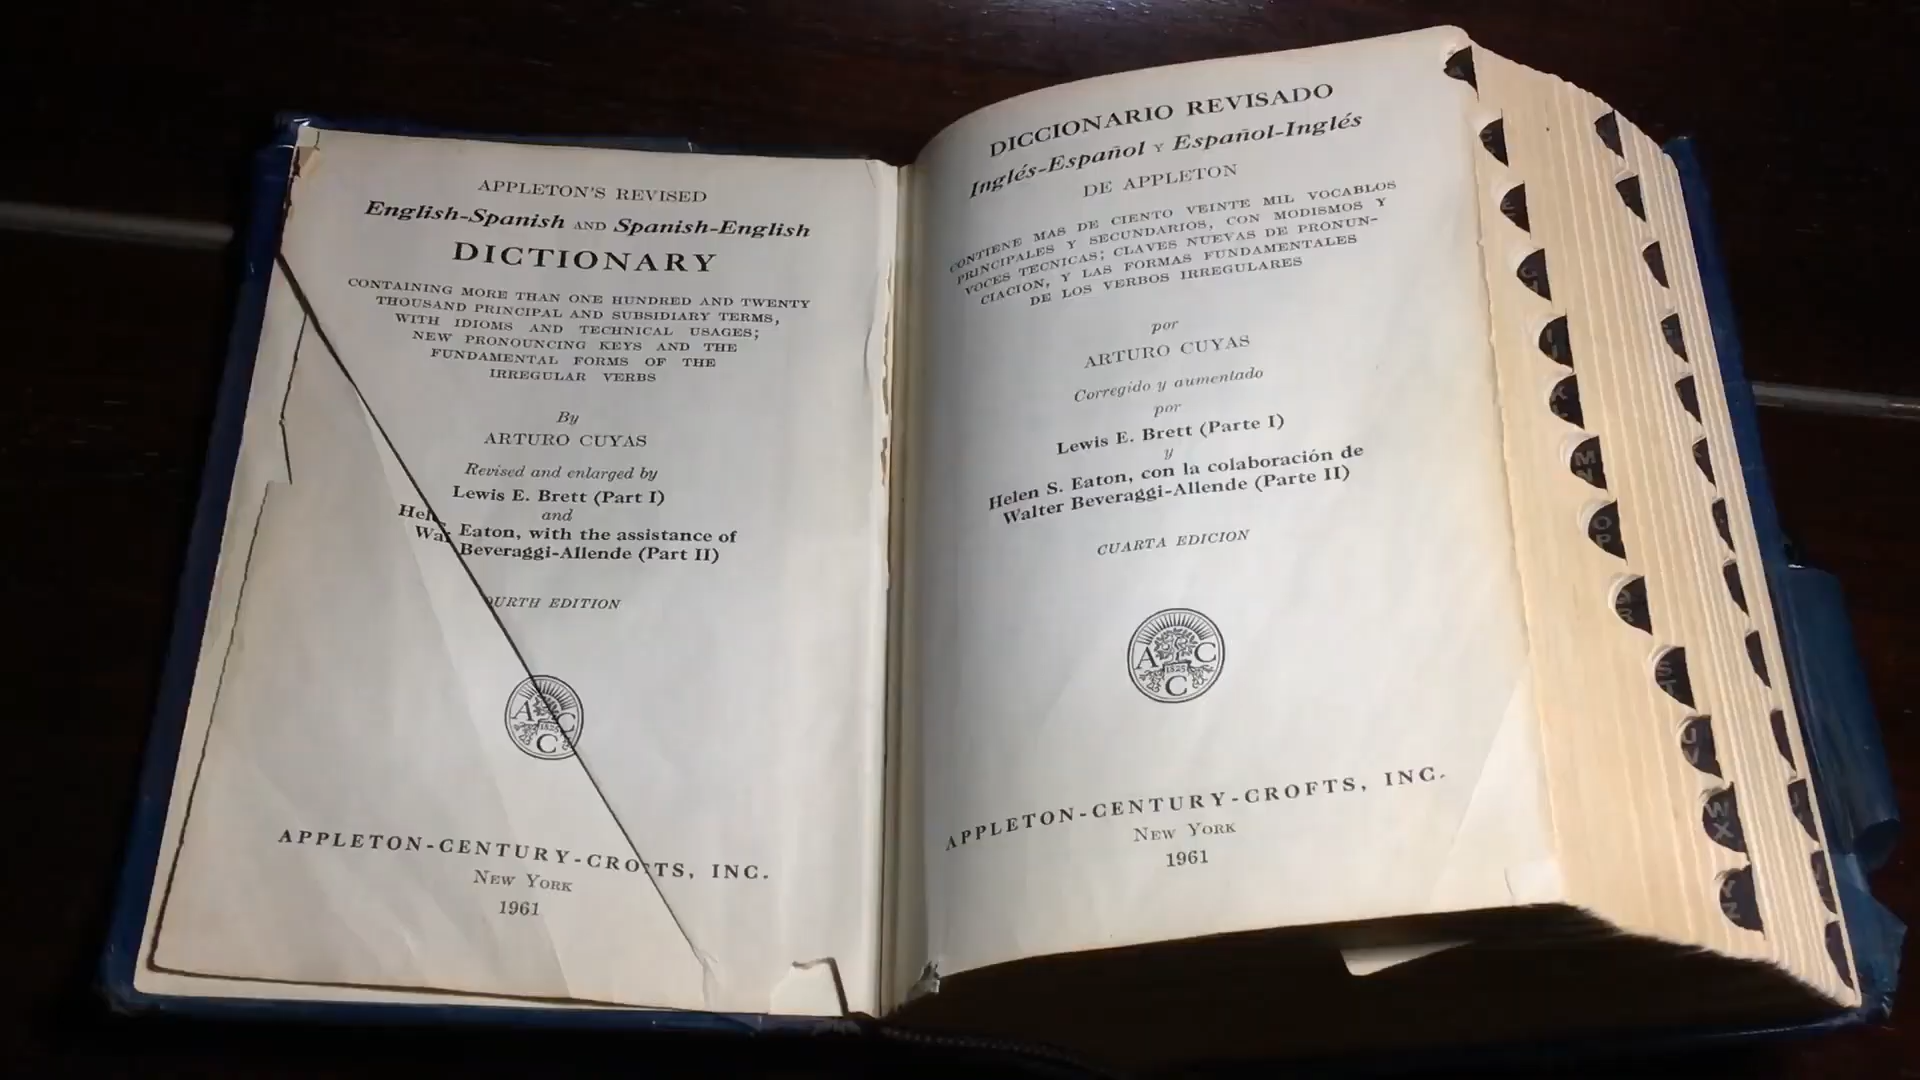 APPLETON'S REVISED
English-Spanish AND Spanish-English
DICTIONARY
CONTAINING MORE THAN ONE HUNDRED AND TWENTY
THOUSAND PRINCIPAL AND SUBSIDIARY TERMS,
WITH IDIOMS AND TECHNICAL USAGES;
NEW PRONOUNCING KEYS AND THE
FUNDAMENTAL FORMS OF THE
IRREGULAR VERBS
By
ARTURO CUYAS
Revised and enlarged by
Lewis E. Brett (Part I)
and
Eaton, with the assistance of
Beveraggi-Allende (Part II)
EDITION
A C
1825
C
APPLETON-CENTURY-CROFTS, INC.
NEW YORK
1961
DICCIONARIO REVISADO
Inglés-Español Y Español-Inglés
DE APPLETON
CONTIENE MAS DE CIENTO VEINTE MIL VOCABLOS
PRINCIPALES Y SECUNDARIOS, CON MODISMOS Y
VOCES TECNICAS; CLAVES NUEVAS DE PRONUN-
CIACION, Y LAS FORMAS FUNDAMENTALES
DE LOS VERBOS IRREGULARES
por
ARTURO CUYAS
Corregido y aumentado
por
Lewis E. Brett (Parte I)
y
Helen S. Eaton, con la colaboración de
Walter Beveraggi-Allende (Parte II)
CUARTA EDICION
A C
1825
C
APPLETON-CENTURY-CROFTS, INC.
NEW YORK
1961
M
N
O
P
S
T
U
V
W
X
Y
Z